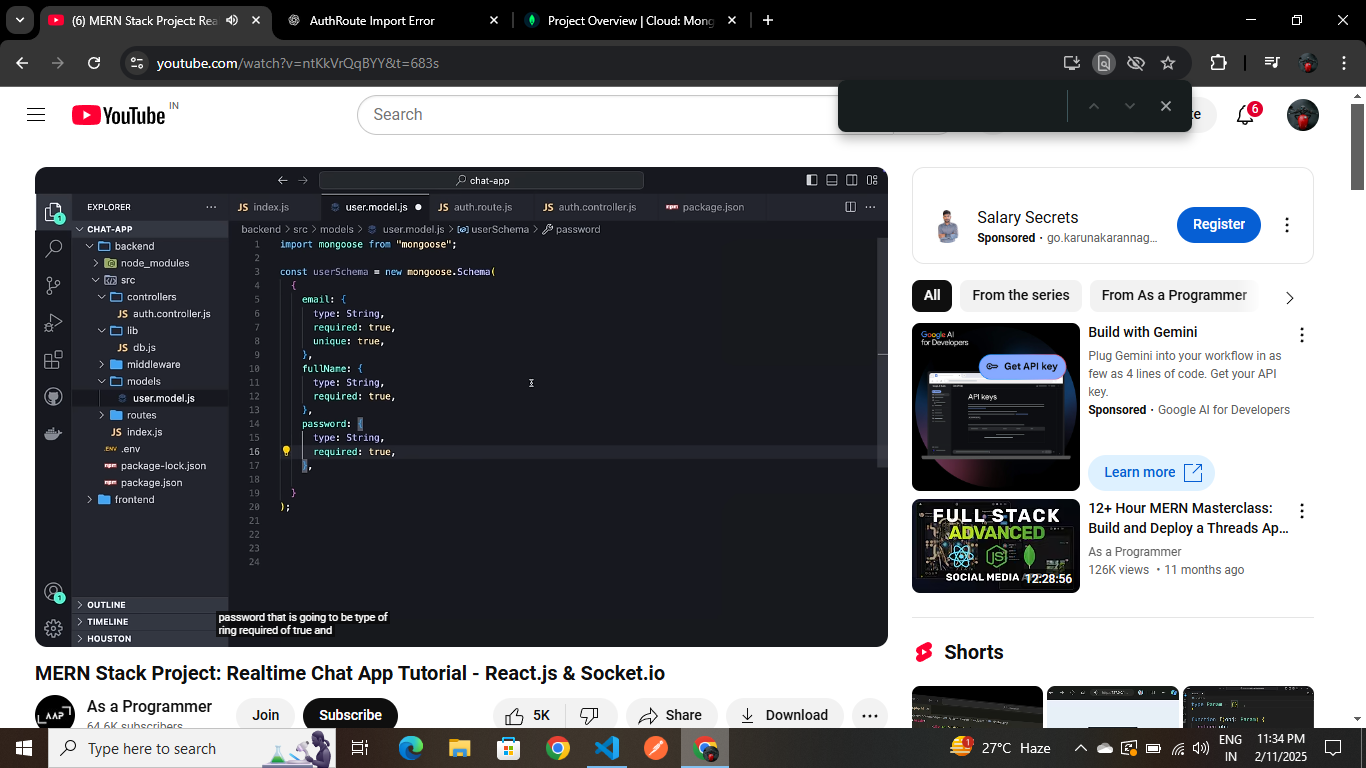 (6) MERN Stack Project: Rea
AuthRoute Import Error
Project Overview | Cloud: Mong
youtube.com/watch?v=ntKkVrQqBYY&t=683s
YouTube IN
Search
6
chat-app
EXPLORER
index.js
user.model.js
auth.route.js
auth.controller.js
package.json
CHAT-APP
backend
node_modules
src
controllers
auth.controller.js
lib
db.js
middleware
models
user.model.js
routes
index.js
.env
package-lock.json
package.json
frontend
OUTLINE
TIMELINE
HOUSTON
backend > src > models > user.model.js > userSchema > password
1 import mongoose from "mongoose";
2
3 const userSchema = new mongoose.Schema(
4 {
5 email: {
6 type: String,
7 required: true,
8 unique: true,
9 },
10 fullName: {
11 type: String,
12 required: true,
13 },
14 password: {
15 type: String,
16 required: true,
17 },
18
19 }
20 );
21
22
23
24
password that is going to be type of
ring required of true and
MERN Stack Project: Realtime Chat App Tutorial - React.js & Socket.io
AAP
As a Programmer
64.6K subscribers
Join
Subscribe
5K
Share
Download
Salary Secrets
Sponsored · go.karunakarannag...
Register
All
From the series
From As a Programmer
Google AI
for Developers
Get API key
API keys
Build with Gemini
Plug Gemini into your workflow in as
few as 4 lines of code. Get your API
key.
Sponsored · Google AI for Developers
Learn more
FULL STACK
ADVANCED
SOCIAL MEDIA
12:28:56
12+ Hour MERN Masterclass:
Build and Deploy a Threads Ap...
As a Programmer
126K views · 11 months ago
Shorts
Type here to search
27°C Haze
ENG
IN
11:34 PM
2/11/2025